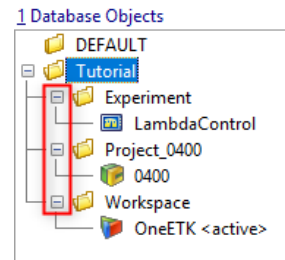 1 Database Objects
DEFAULT
Tutorial
Experiment
LambdaControl
Project_0400
0400
Workspace
OneETK <active>